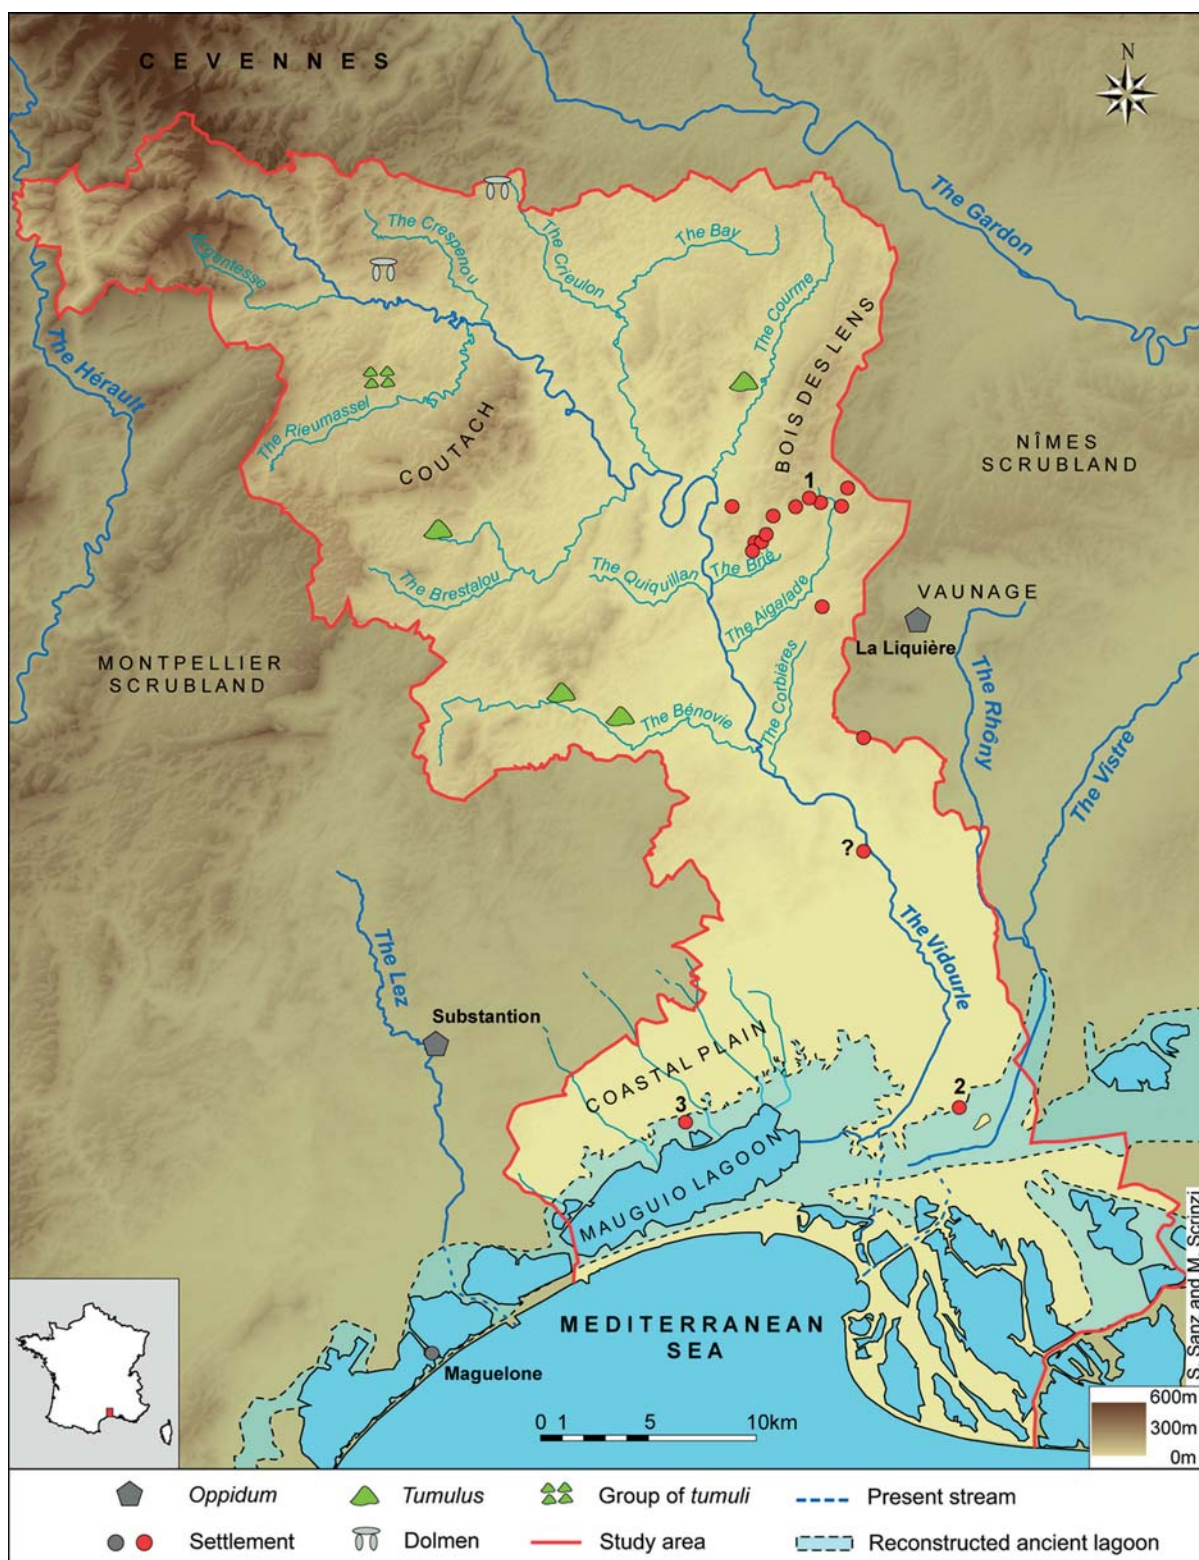 CEVENNES
N
The Gardon
The Crespenou
The Crieulon
The Bay
Argentesse
The Courme
The Hérault
BOIS DES LENS
The Rieumassel
COUTACH
NÎMES
SCRUBLAND
1
The Brestalou
The Quiquillan
The Brie
The Aigalade
VAUNAGE
La Liquière
MONTPELLIER
SCRUBLAND
The Corbières
The Bénovie
The Rhôny
The Vistre
?
The Vidourle
The Lez
Substantion
COASTAL PLAIN
2
3
MAUGUIO LAGOON
MEDITERRANEAN
SEA
Maguelone
S. Sanz and M. Scrinzi
0 1 5 10km
600m
300m
0m
Oppidum
Tumulus
Group of tumuli
Present stream
Settlement
Dolmen
Study area
Reconstructed ancient lagoon